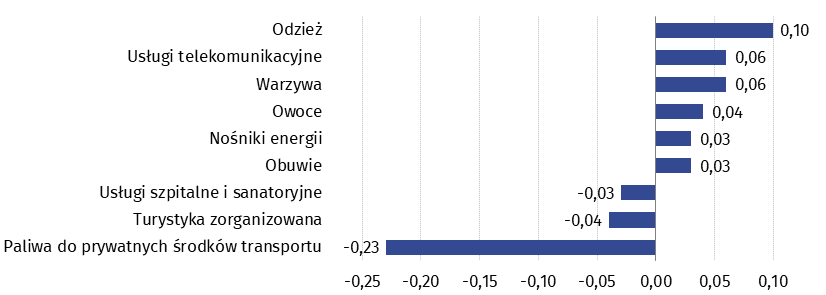 Odzież 0,10
Usługi telekomunikacyjne 0,06
Warzywa 0,06
Owoce 0,04
Nośniki energii 0,03
Obuwie 0,03
Usługi szpitalne i sanatoryjne -0,03
Turystyka zorganizowana -0,04
Paliwa do prywatnych środków transportu -0,23
-0,25 -0,20 -0,15 -0,10 -0,05 0,00 0,05 0,10